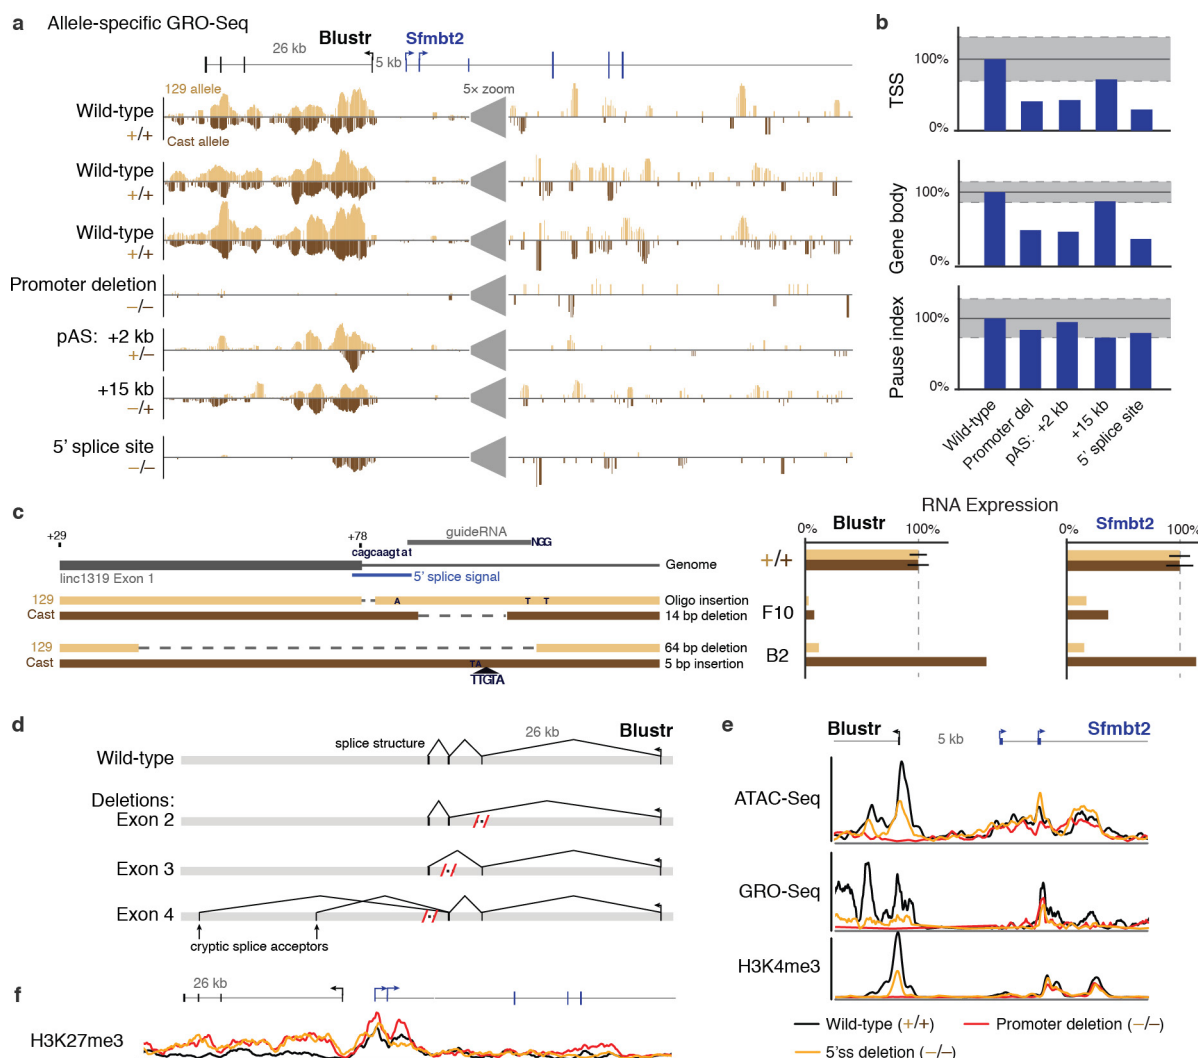 a Allele-specific GRO-Seq
Blustr Sfmbt2
26 kb 5 kb
129 allele
5× zoom
Wild-type
+/+
Cast allele
Wild-type
+/+
Wild-type
+/+
Promoter deletion
−/−
pAS: +2 kb
+/−
+15 kb
−/+
5’ splice site
−/−
b
TSS
100%
0%
Gene body
100%
0%
Pause index
100%
0%
Wild-type
Promoter del
pAS: +2 kb
+15 kb
5’ splice site
c
+29 +78 guideRNA
cagcaagtat NGG
Genome
linc1319 Exon 1 5’ splice signal
129 A T T Oligo insertion
Cast 14 bp deletion
129 64 bp deletion
Cast TA 5 bp insertion
TTGTA
RNA Expression
0% Blustr 100% 0% Sfmbt2 100%
+/+
F10
B2
d
26 kb Blustr
splice structure
Wild-type
Deletions:
Exon 2
Exon 3
Exon 4
cryptic splice acceptors
e
Blustr 5 kb Sfmbt2
ATAC-Seq
GRO-Seq
H3K4me3
Wild-type (+/+) Promoter deletion (−/−)
5’ss deletion (−/−)
f
26 kb
H3K27me3